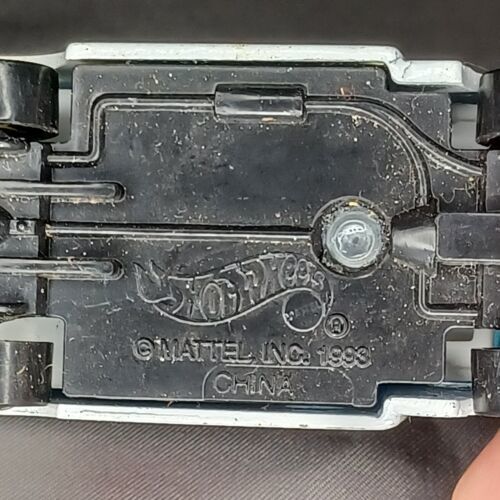 HOT WHEELS ®
© MATTEL, INC. 1993
CHINA